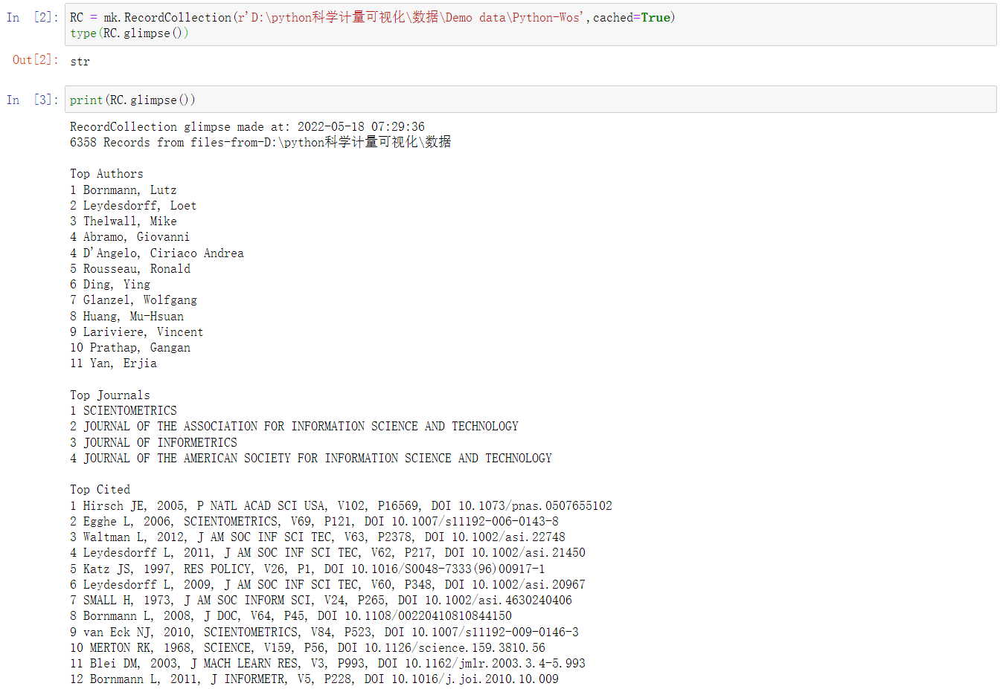 In [2]: RC = mk.RecordCollection(r'D:\python科学计量可视化\数据\Demo data\Python-Wos',cached=True)
type(RC.glimpse())
Out[2]: str
In [3]: print(RC.glimpse())
RecordCollection glimpse made at: 2022-05-18 07:29:36
6358 Records from files-from-D:\python科学计量可视化\数据
Top Authors
1 Bornmann, Lutz
2 Leydesdorff, Loet
3 Thelwall, Mike
4 Abramo, Giovanni
4 D'Angelo, Ciriaco Andrea
5 Rousseau, Ronald
6 Ding, Ying
7 Glanzel, Wolfgang
8 Huang, Mu-Hsuan
9 Lariviere, Vincent
10 Prathap, Gangan
11 Yan, Erjia
Top Journals
1 SCIENTOMETRICS
2 JOURNAL OF THE ASSOCIATION FOR INFORMATION SCIENCE AND TECHNOLOGY
3 JOURNAL OF INFORMETRICS
4 JOURNAL OF THE AMERICAN SOCIETY FOR INFORMATION SCIENCE AND TECHNOLOGY
Top Cited
1 Hirsch JE, 2005, P NATL ACAD SCI USA, V102, P16569, DOI 10.1073/pnas.0507655102
2 Egghe L, 2006, SCIENTOMETRICS, V69, P121, DOI 10.1007/s11192-006-0143-8
3 Waltman L, 2012, J AM SOC INF SCI TEC, V63, P2378, DOI 10.1002/asi.22748
4 Leydesdorff L, 2011, J AM SOC INF SCI TEC, V62, P217, DOI 10.1002/asi.21450
5 Katz JS, 1997, RES POLICY, V26, P1, DOI 10.1016/S0048-7333(96)00917-1
6 Leydesdorff L, 2009, J AM SOC INF SCI TEC, V60, P348, DOI 10.1002/asi.20967
7 SMALL H, 1973, J AM SOC INFORM SCI, V24, P265, DOI 10.1002/asi.4630240406
8 Bornmann L, 2008, J DOC, V64, P45, DOI 10.1108/00220410810844150
9 van Eck NJ, 2010, SCIENTOMETRICS, V84, P523, DOI 10.1007/s11192-009-0146-3
10 MERTON RK, 1968, SCIENCE, V159, P56, DOI 10.1126/science.159.3810.56
11 Blei DM, 2003, J MACH LEARN RES, V3, P993, DOI 10.1162/jmlr.2003.3.4-5.993
12 Bornmann L, 2011, J INFORMETR, V5, P228, DOI 10.1016/j.joi.2010.10.009